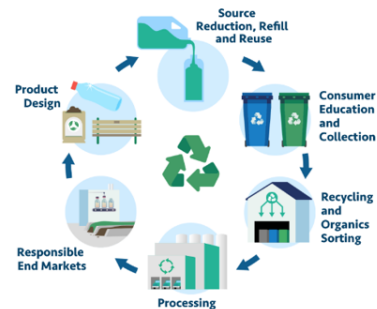 Source
Reduction, Refill
and Reuse
Product
Design
Consumer
Education
and
Collection
Recycling
and
Organics
Sorting
Responsible
End Markets
Processing